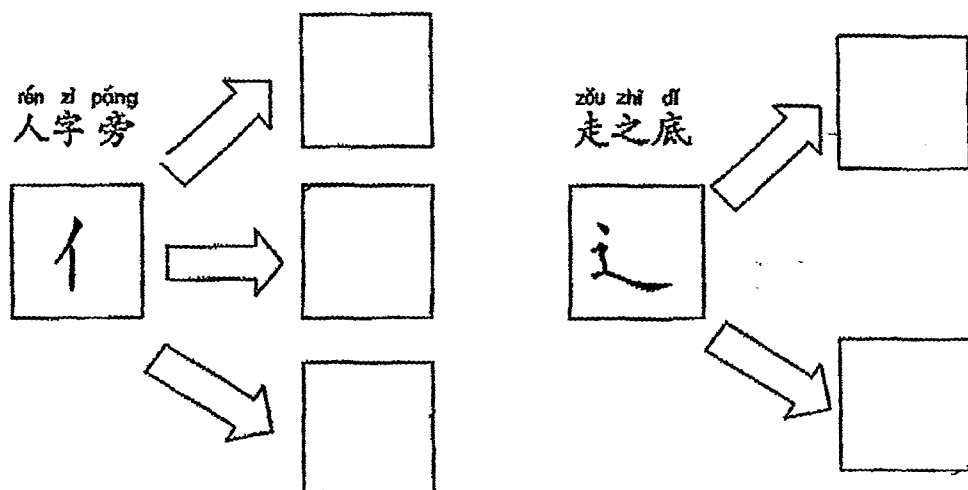 rén zì páng
人字旁
亻
zǒu zhī dǐ
走之底
辶